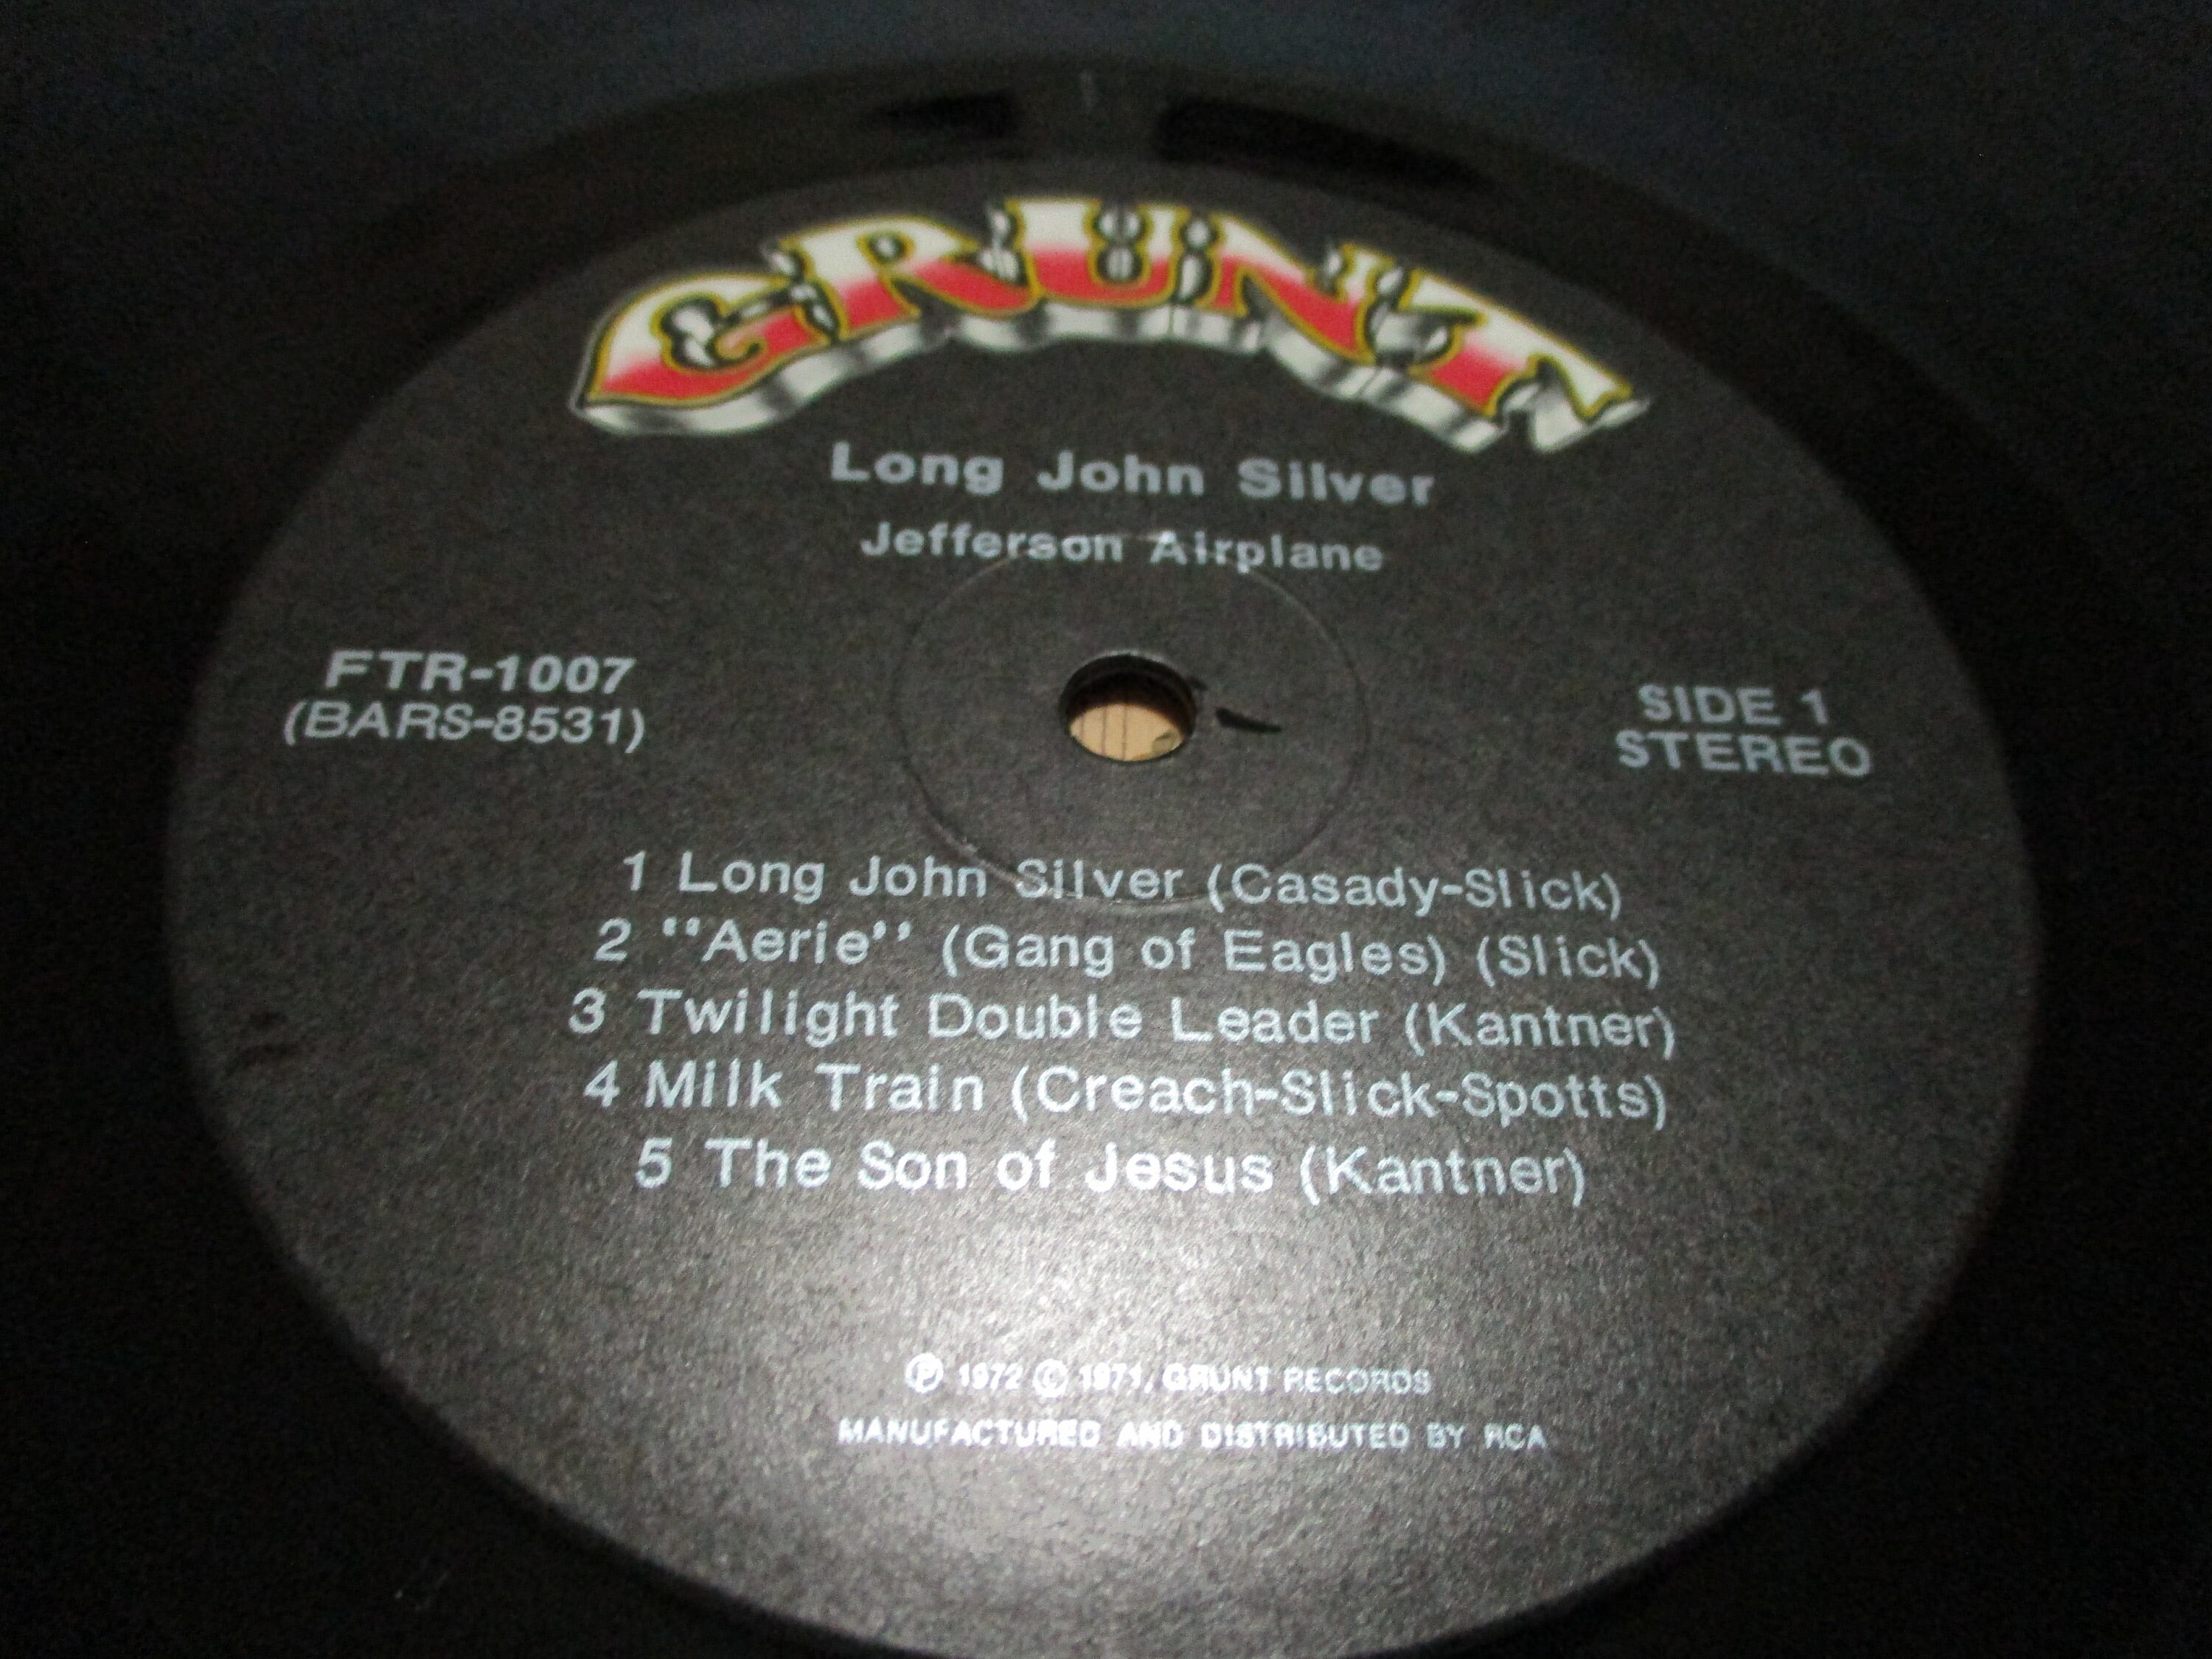 GRUNT
Long John Silver
Jefferson Airplane
FTR-1007
(BARS-8531)
SIDE 1
STEREO
1 Long John Silver (Casady-Slick)
2 "Aerie" (Gang of Eagles) (Slick)
3 Twilight Double Leader (Kantner)
4 Milk Train (Creach-Slick-Spotts)
5 The Son of Jesus (Kantner)
℗ 1972 © 1971, GRUNT RECORDS
MANUFACTURED AND DISTRIBUTED BY RCA